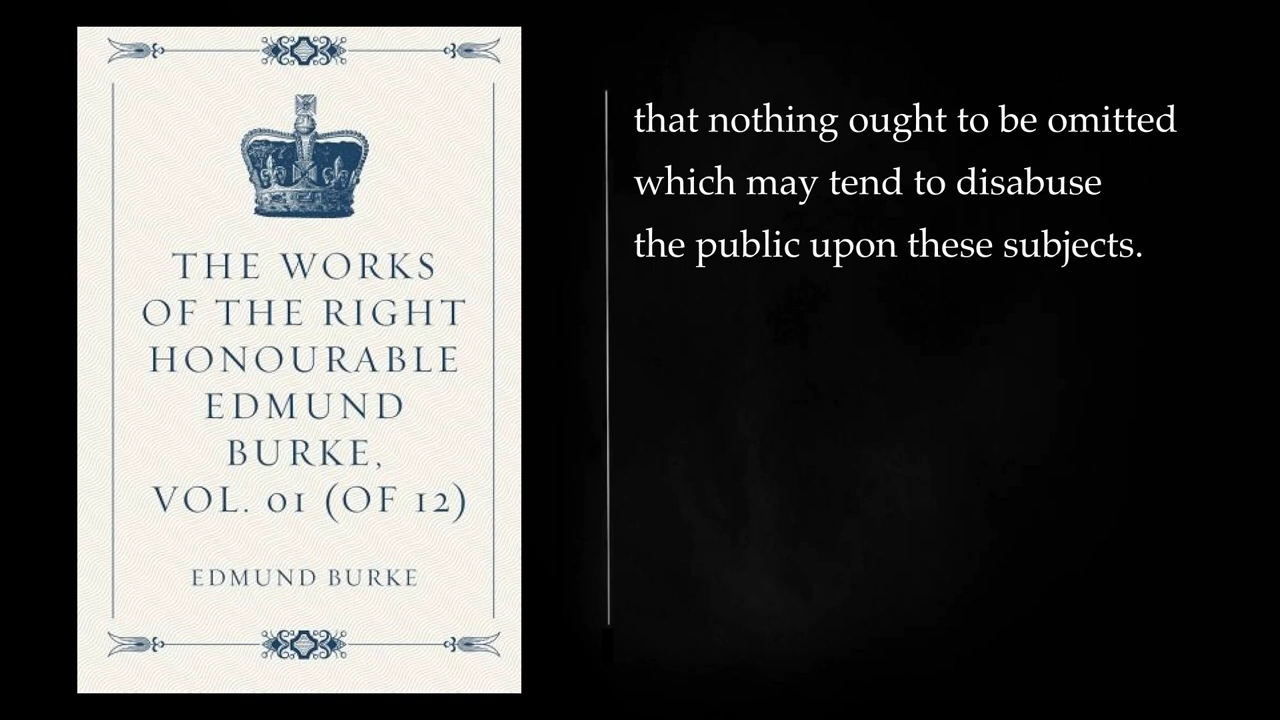 THE WORKS
OF THE RIGHT
HONOURABLE
EDMUND
BURKE,
VOL. 01 (OF 12)
EDMUND BURKE
that nothing ought to be omitted
which may tend to disabuse
the public upon these subjects.